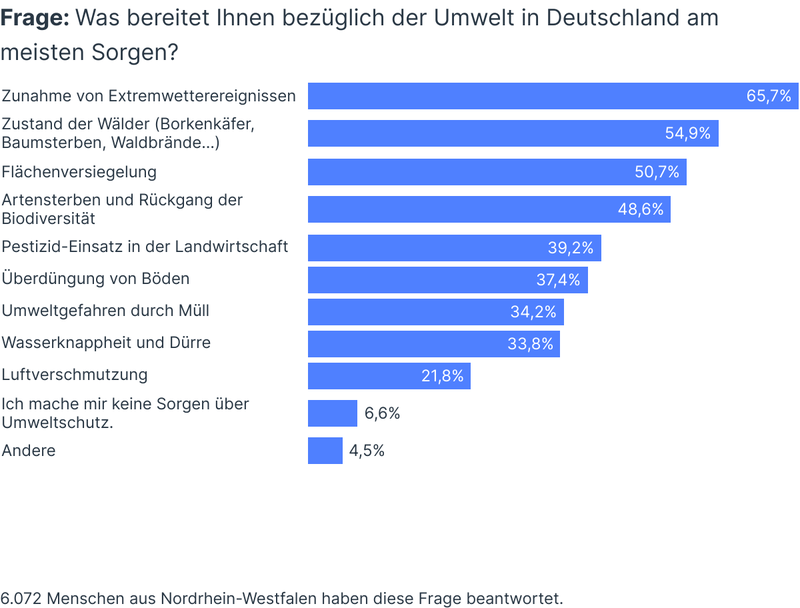 Frage: Was bereitet Ihnen bezüglich der Umwelt in Deutschland am
meisten Sorgen?
Zunahme von Extremwetterereignissen 65,7%
Zustand der Wälder (Borkenkäfer,
Baumsterben, Waldbrände...) 54,9%
Flächenversiegelung 50,7%
Artensterben und Rückgang der
Biodiversität 48,6%
Pestizid-Einsatz in der Landwirtschaft 39,2%
Überdüngung von Böden 37,4%
Umweltgefahren durch Müll 34,2%
Wasserknappheit und Dürre 33,8%
Luftverschmutzung 21,8%
Ich mache mir keine Sorgen über
Umweltschutz. 6,6%
Andere 4,5%
6.072 Menschen aus Nordrhein-Westfalen haben diese Frage beantwortet.